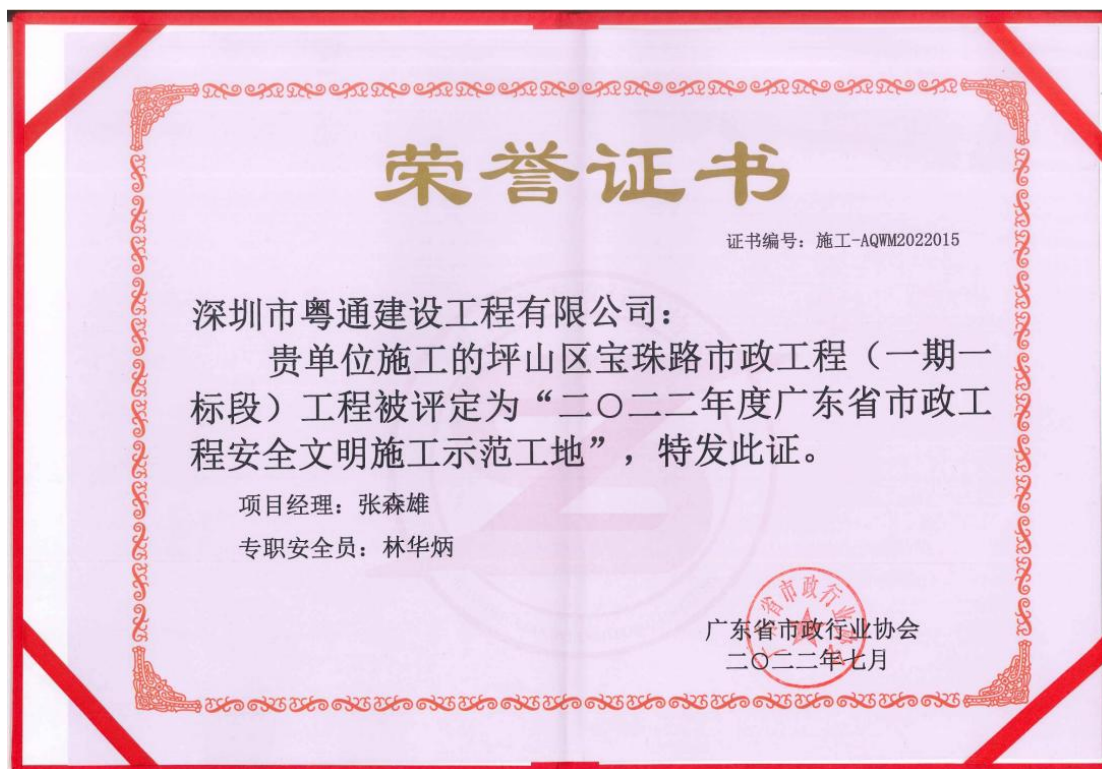 荣誉证书
证书编号：施工-AQWM2022015
深圳市粤通建设工程有限公司：
贵单位施工的坪山区宝珠路市政工程（一期一
标段）工程被评定为“二〇二二年度广东省市政工
程安全文明施工示范工地”，特发此证。
项目经理：张森雄
专职安全员：林华炳
广东省市政行业协会
二〇二二年七月